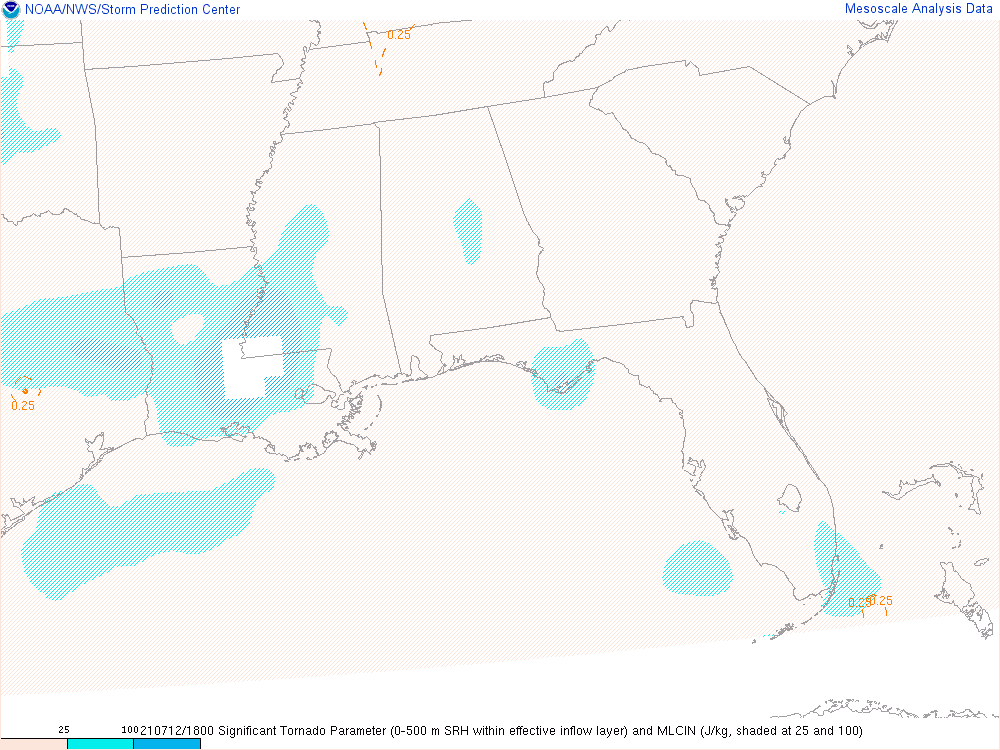 NOAA/NWS/Storm Prediction Center
Mesoscale Analysis Data
0.25
0.25
0.25 0.25
25 100
210712/1800 Significant Tornado Parameter (0-500 m SRH within effective inflow layer) and MLCIN (J/kg, shaded at 25 and 100)